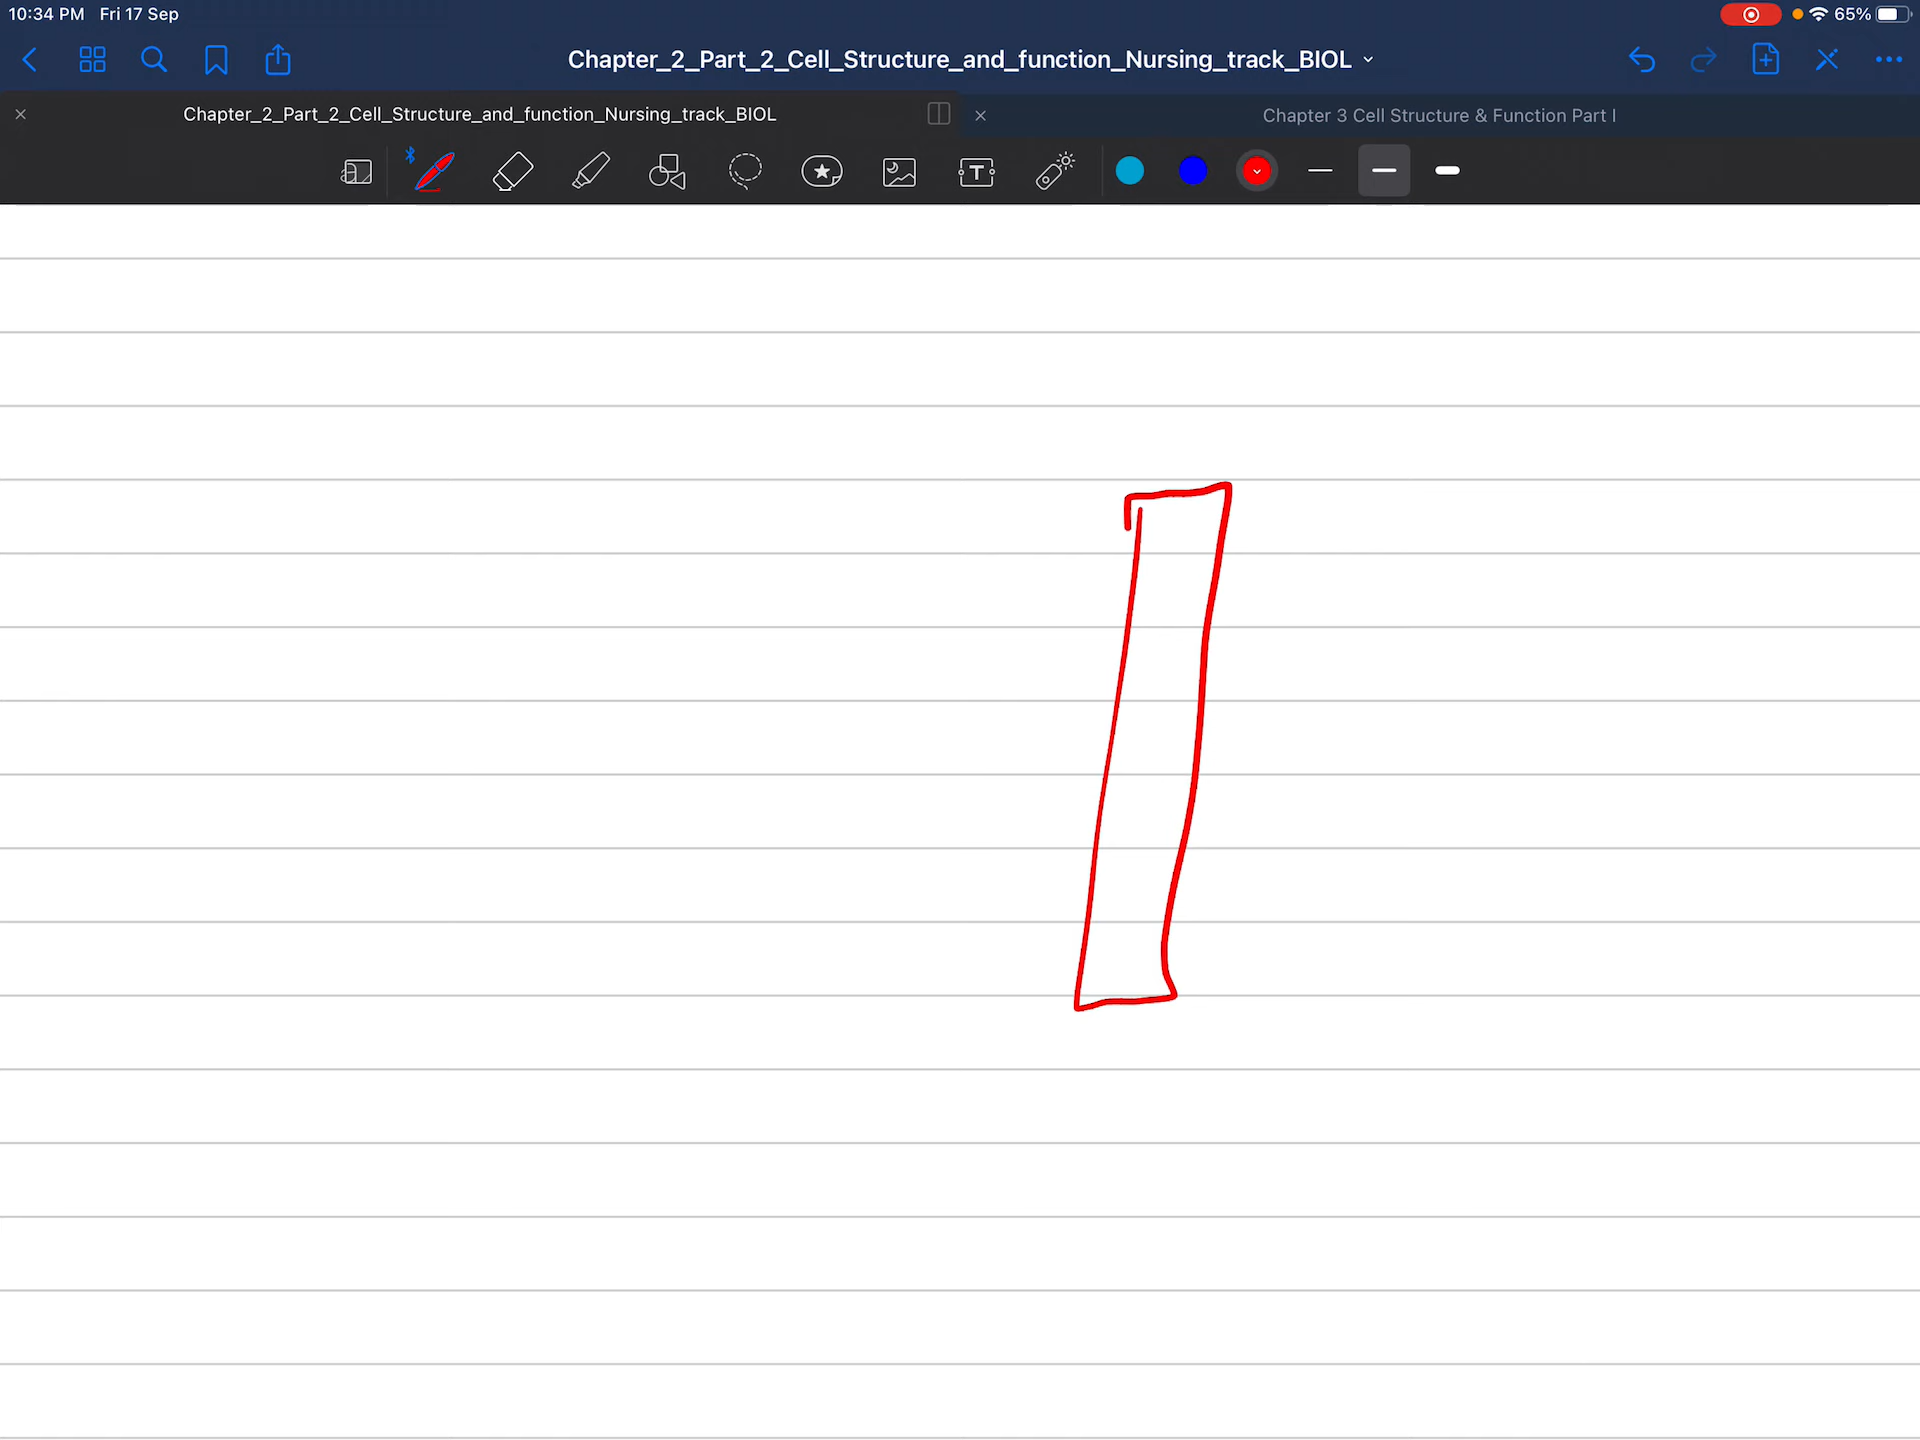 10:34 PM Fri 17 Sep
65%
Chapter_2_Part_2_Cell_Structure_and_function_Nursing_track_BIOL
Chapter_2_Part_2_Cell_Structure_and_function_Nursing_track_BIOL
Chapter 3 Cell Structure & Function Part I